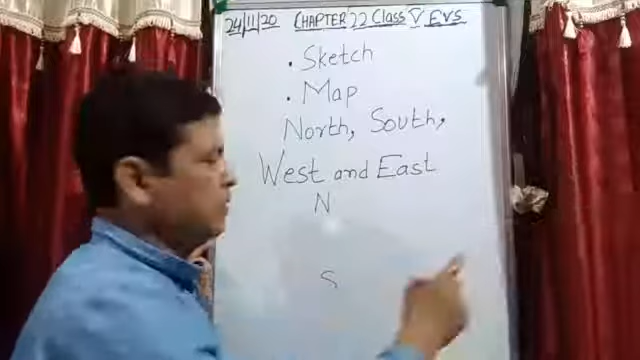 24/11/20 CHAPTER 22 Class V EVS
• Sketch
• Map
North, South,
West and East
N
S